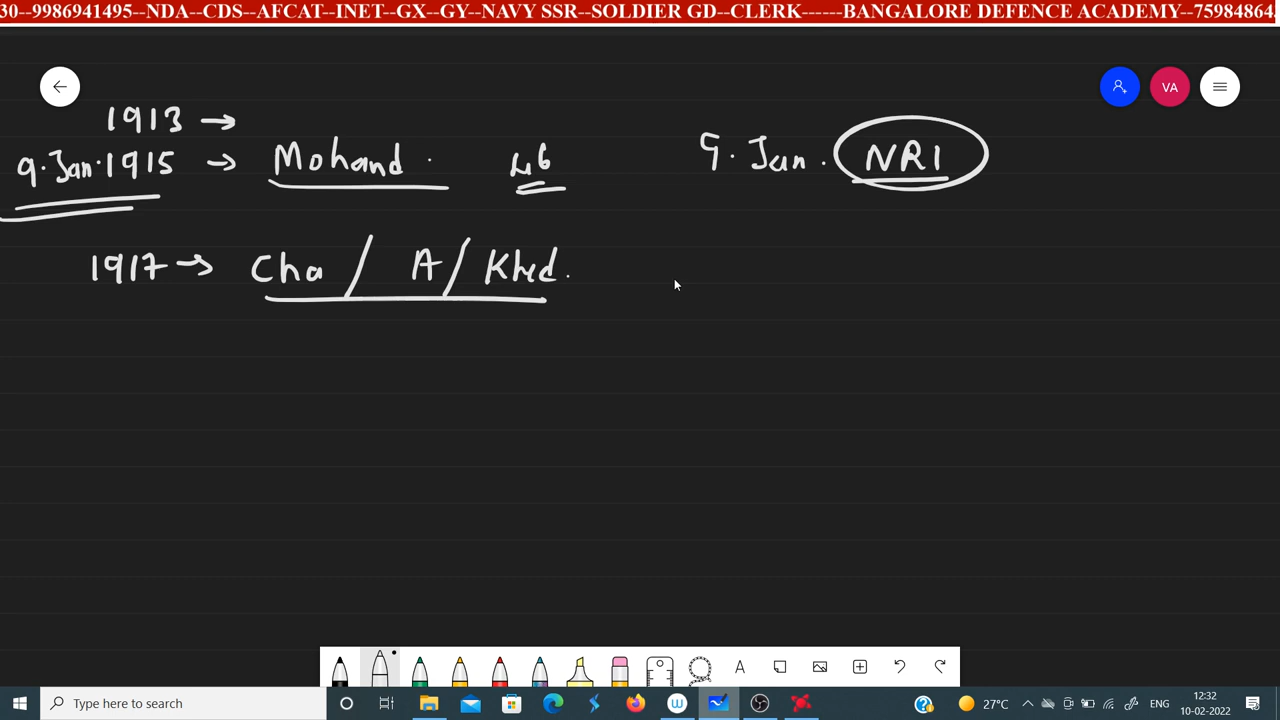 30--9986941495--NDA--CDS--AFCAT--INET--GX--GY--NAVY SSR--SOLDIER GD--CLERK------BANGALORE DEFENCE ACADEMY--75984864
VA
1913 →
9.Jan.1915 → Mohand. 46 9.Jan. NRI
1917 → Cha / A / Khed.
A
Type here to search
W
27°C
ENG
12:32
10-02-2022